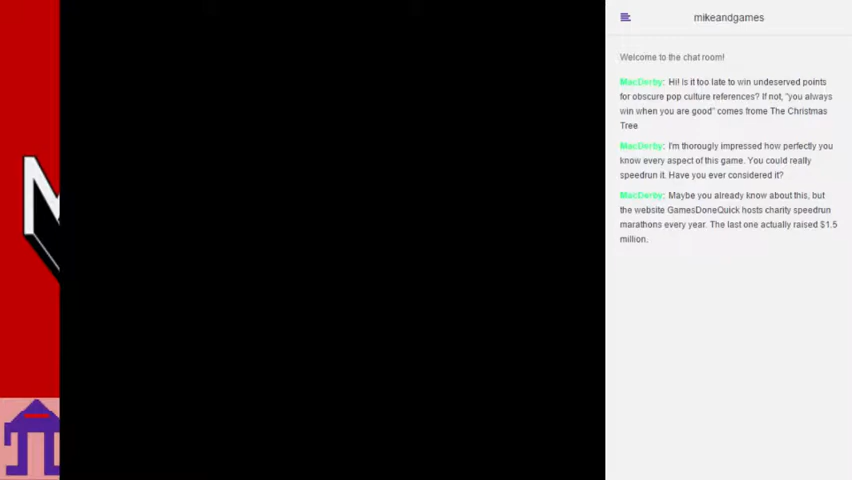 mikeandgames
Welcome to the chat room!
MacDerby: Hi! Is it too late to win undeserved points
for obscure pop culture references? If not, "you always
win when you are good" comes frome The Christmas
Tree
MacDerby: I'm thorougly impressed how perfectly you
know every aspect of this game. You could really
speedrun it. Have you ever considered it?
MacDerby: Maybe you already know about this, but
the website GamesDoneQuick hosts charity speedrun
marathons every year. The last one actually raised $1.5
million.